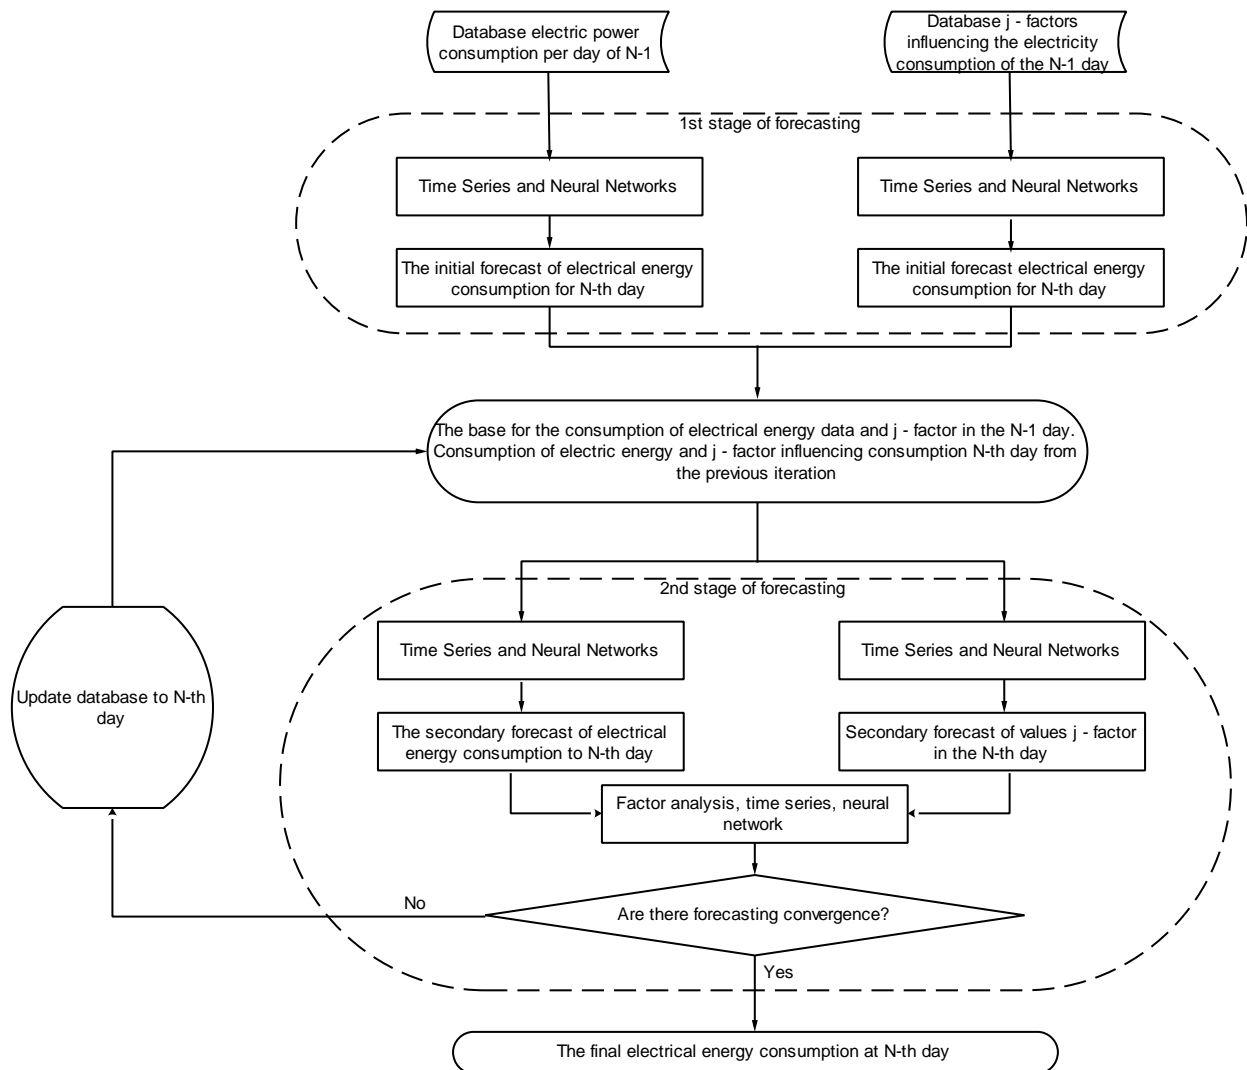 Database electric power
consumption per day of N-1
Database j - factors
influencing the electricity
consumption of the N-1 day
1st stage of forecasting
Time Series and Neural Networks
Time Series and Neural Networks
The initial forecast of electrical energy
consumption for N-th day
The initial forecast electrical energy
consumption for N-th day
The base for the consumption of electrical energy data and j - factor in the N-1 day.
Consumption of electric energy and j - factor influencing consumption N-th day from
the previous iteration
2nd stage of forecasting
Time Series and Neural Networks
Time Series and Neural Networks
Update database to N-th
day
The secondary forecast of electrical
energy consumption to N-th day
Secondary forecast of values j - factor
in the N-th day
Factor analysis, time series, neural
network
No
Are there forecasting convergence?
Yes
The final electrical energy consumption at N-th day